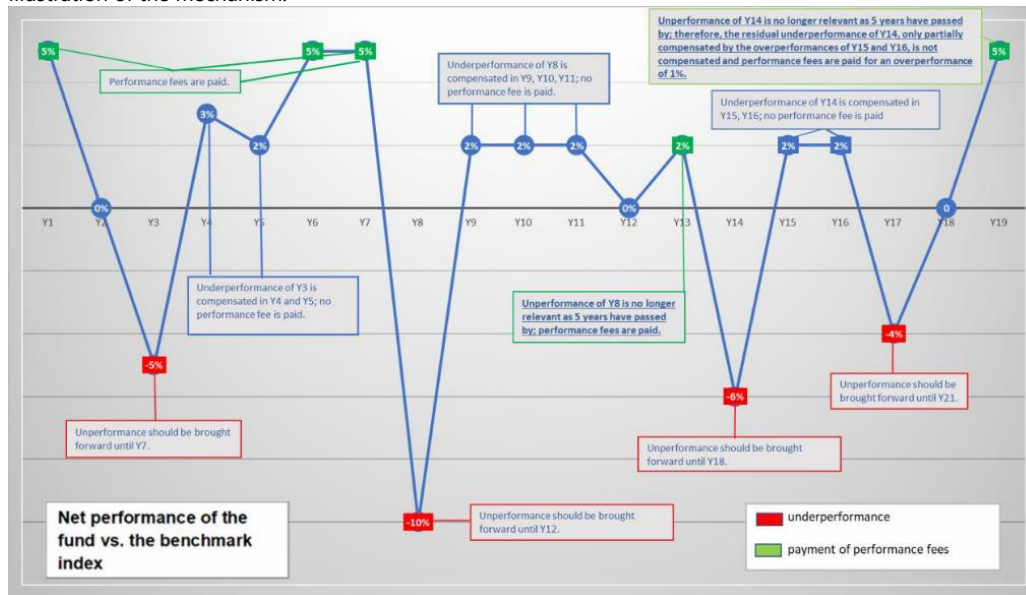 illustration of the mechanism.
Unperformance of Y14 is no longer relevant as 5 years have passed
by; therefore, the residual underperformance of Y14, only partially
compensated by the overperformances of Y15 and Y16, is not
compensated and performance fees are paid for an overperformance
of 1%.
5%
5%
5%
5%
Performance fees are paid.
Underperformance of Y8 is
compensated in Y9, Y10, Y11; no
performance fee is paid.
Underperformance of Y14 is compensated in
Y15, Y16; no performance fee is paid
3%
2%
2%
2%
2%
2%
2%
2%
0%
0%
0
Y1
Y2
Y3
Y4
Y5
Y6
Y7
Y8
Y9
Y10
Y11
Y12
Y13
Y14
Y15
Y16
Y17
Y18
Y19
Underperformance of Y3 is
compensated in Y4 and Y5; no
performance fee is paid.
Unperformance of Y8 is no longer
relevant as 5 years have passed
by; performance fees are paid.
-5%
-4%
-6%
Unperformance should be
brought forward until Y21.
Unperformance should be brought
forward until Y7.
Unperformance should be brought
forward until Y18.
-10%
Unperformance should be brought
forward until Y12.
Net performance of the
fund vs. the benchmark
index
underperformance
payment of performance fees